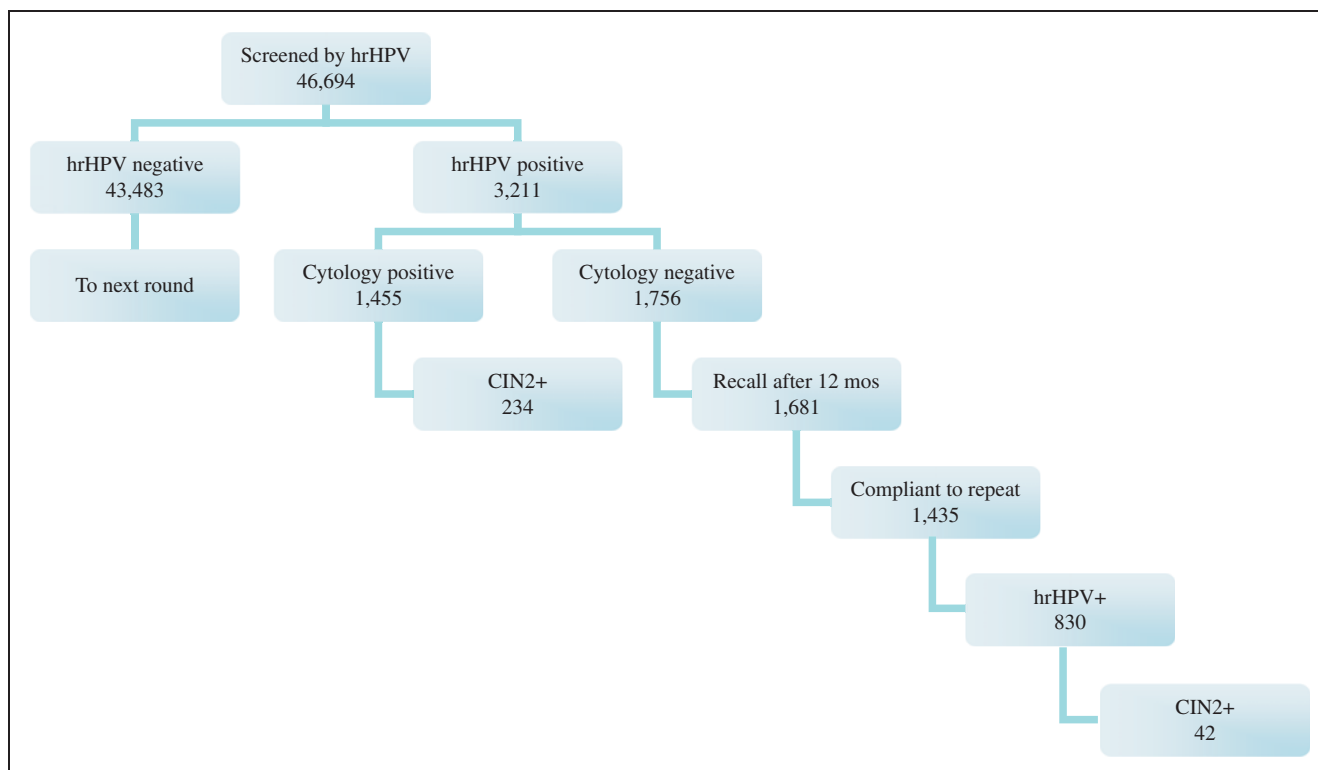 Screened by hrHPV
46,694
hrHPV negative
43,483
hrHPV positive
3,211
To next round
Cytology positive
1,455
Cytology negative
1,756
CIN2+
234
Recall after 12 mos
1,681
Compliant to repeat
1,435
hrHPV+
830
CIN2+
42